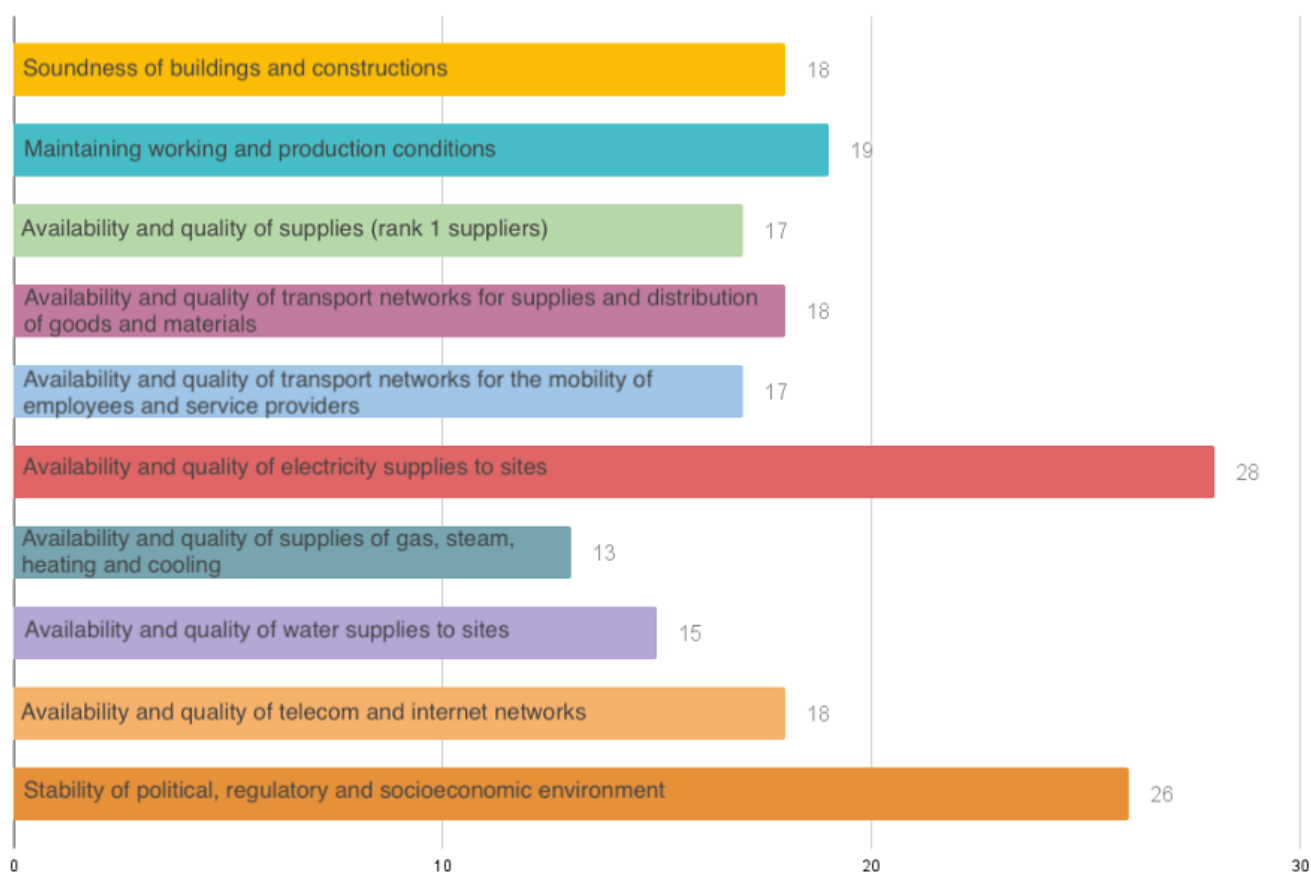 Soundness of buildings and constructions 18
Maintaining working and production conditions 19
Availability and quality of supplies (rank 1 suppliers) 17
Availability and quality of transport networks for supplies and distribution
of goods and materials 18
Availability and quality of transport networks for the mobility of
employees and service providers 17
Availability and quality of electricity supplies to sites 28
Availability and quality of supplies of gas, steam,
heating and cooling 13
Availability and quality of water supplies to sites 15
Availability and quality of telecom and internet networks 18
Stability of political, regulatory and socioeconomic environment 26
0 10 20 30